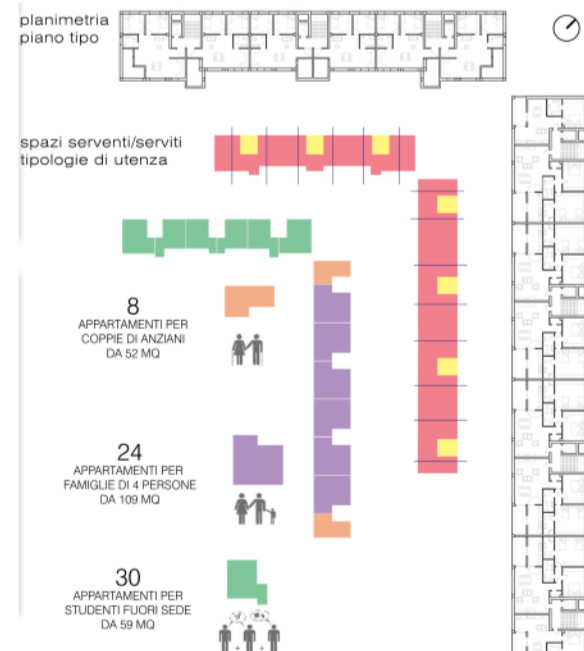 planimetria
piano tipo
spazi serventi/serviti
tipologie di utenza
8
APPARTAMENTI PER
COPPIE DI ANZIANI
DA 52 MQ
24
APPARTAMENTI PER
FAMIGLIE DI 4 PERSONE
DA 109 MQ
30
APPARTAMENTI PER
STUDENTI FUORI SEDE
DA 59 MQ
+ +